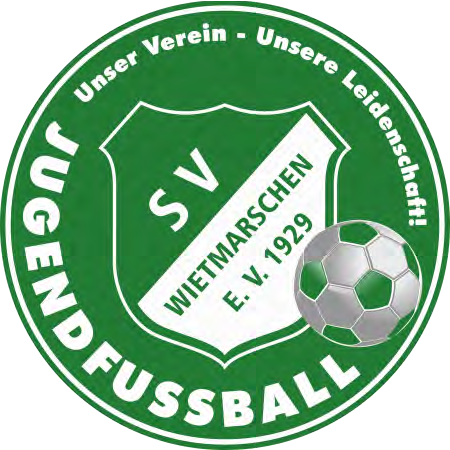 Unser Verein - Unsere Leidenschaft!
SV
WIETMARSCHEN
E. V. 1929
JUGENDFUSSBALL